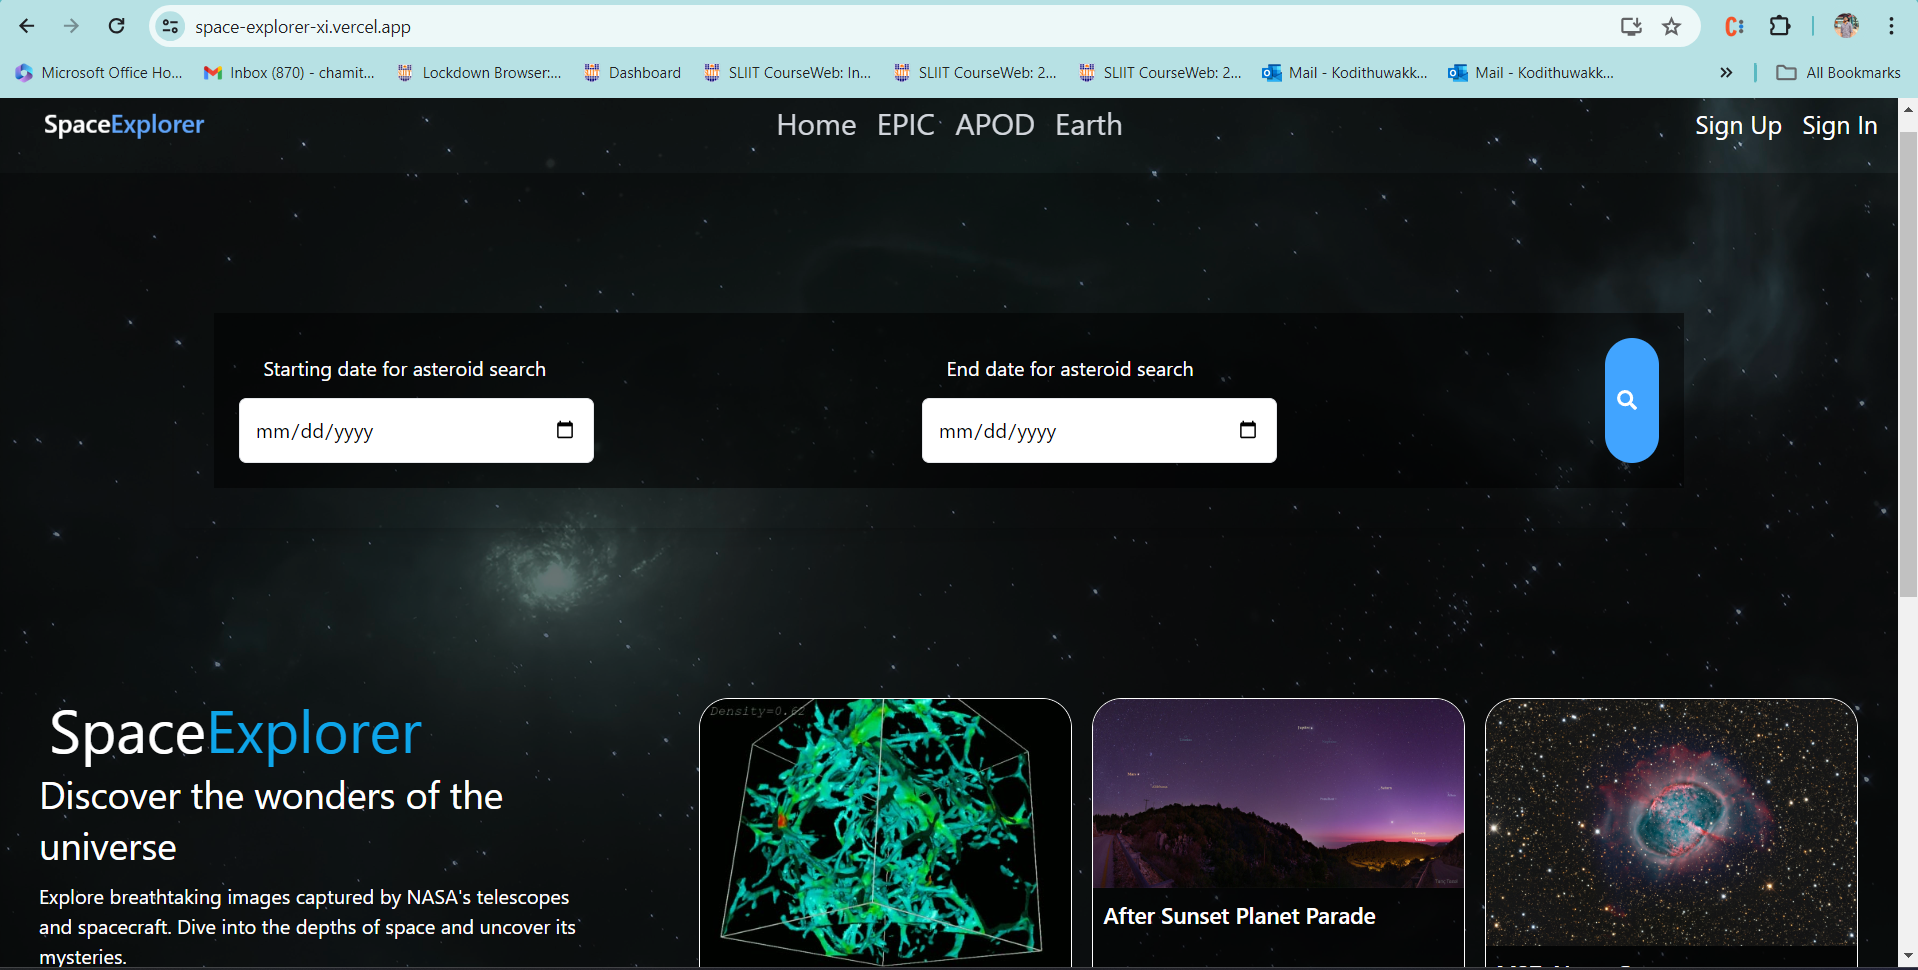 space-explorer-xi.vercel.app
Microsoft Office Ho... Inbox (870) - chamit... Lockdown Browser:... Dashboard SLIIT CourseWeb: In... SLIIT CourseWeb: 2... SLIIT CourseWeb: 2... Mail - Kodithuwakk... Mail - Kodithuwakk... » All Bookmarks
SpaceExplorer Home EPIC APOD Earth Sign Up Sign In
Starting date for asteroid search End date for asteroid search
mm/dd/yyyy mm/dd/yyyy
Density=0.62
SpaceExplorer
Discover the wonders of the
universe
Explore breathtaking images captured by NASA's telescopes
and spacecraft. Dive into the depths of space and uncover its
mysteries.
After Sunset Planet Parade